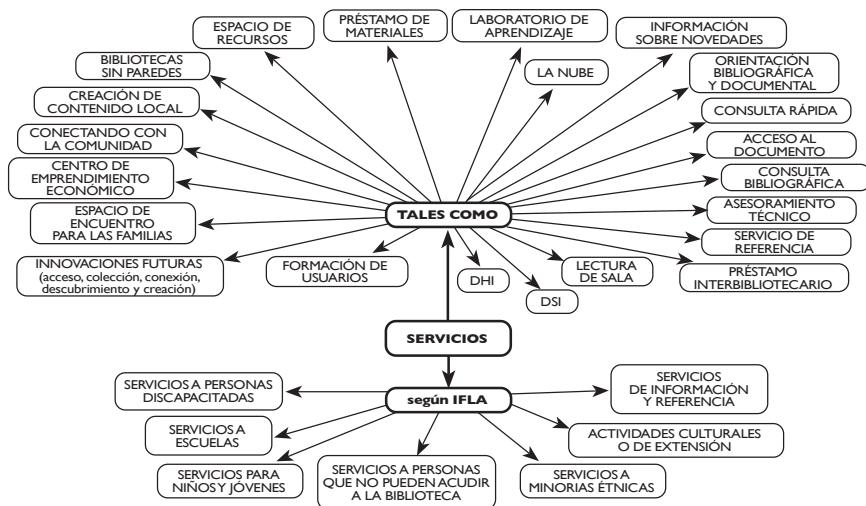 ESPACIO DE
RECURSOS
PRÉSTAMO DE
MATERIALES
LABORATORIO DE
APRENDIZAJE
INFORMACIÓN
SOBRE NOVEDADES
BIBLIOTECAS
SIN PAREDES
LA NUBE
ORIENTACIÓN
BIBLIOGRÁFICA
Y DOCUMENTAL
CREACIÓN DE
CONTENIDO LOCAL
CONSULTA RÁPIDA
CONECTANDO CON
LA COMUNIDAD
ACCESO AL
DOCUMENTO
CENTRO DE
EMPRENDIMIENTO
ECONÓMICO
CONSULTA
BIBLIOGRÁFICA
ESPACIO DE
ENCUENTRO
PARA LAS FAMILIAS
TALES COMO
ASESORAMIENTO
TÉCNICO
SERVICIO DE
REFERENCIA
INNOVACIONES FUTURAS
(acceso, colección, conexión,
descubrimiento y creación)
FORMACIÓN DE
USUARIOS
DHI
DSI
LECTURA
DE SALA
PRÉSTAMO
INTERBIBLIOTECARIO
SERVICIOS
SERVICIOS A PERSONAS
DISCAPACITADAS
según IFLA
SERVICIOS
DE INFORMACIÓN
Y REFERENCIA
SERVICIOS A
ESCUELAS
ACTIVIDADES CULTURALES
O DE EXTENSIÓN
SERVICIOS PARA
NIÑOS Y JÓVENES
SERVICIOS A PERSONAS
QUE NO PUEDEN ACUDIR
A LA BIBLIOTECA
SERVICIOS A
MINORIAS ÉTNICAS